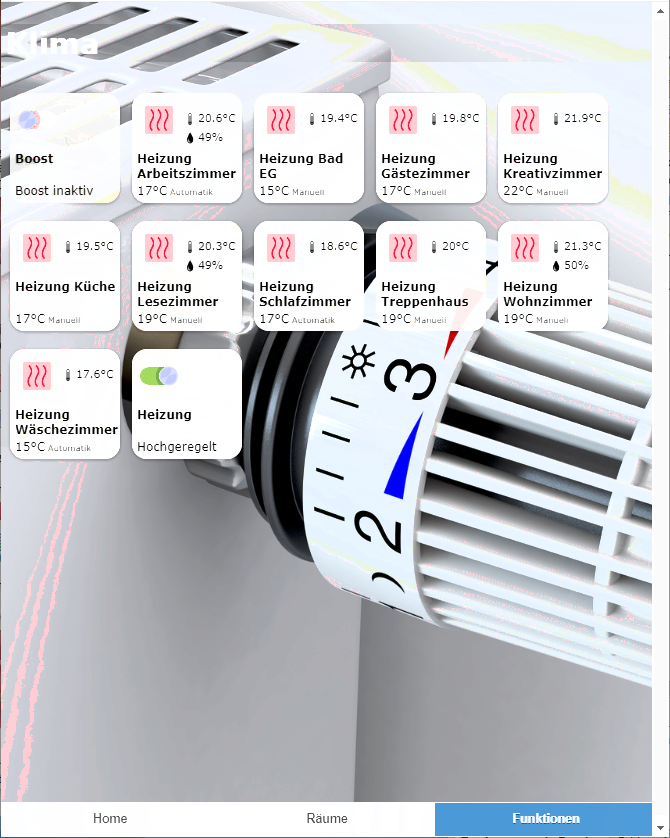 Klima
Boost
Boost inaktiv
20.6°C
49%
Heizung
Arbeitszimmer
17°C Automatik
19.4°C
Heizung Bad
EG
15°C Manuell
19.8°C
Heizung
Gästezimmer
17°C Manuell
21.9°C
Heizung
Kreativzimmer
22°C Manuell
19.5°C
Heizung Küche
17°C Manuell
20.3°C
49%
Heizung
Lesezimmer
19°C Manuell
18.6°C
Heizung
Schlafzimmer
17°C Automatik
20°C
Heizung
Treppenhaus
19°C Manuell
21.3°C
50%
Heizung
Wohnzimmer
19°C Manuell
17.6°C
Heizung
Wäschezimmer
15°C Automatik
Heizung
Hochgeregelt
3
2
Home
Räume
Funktionen